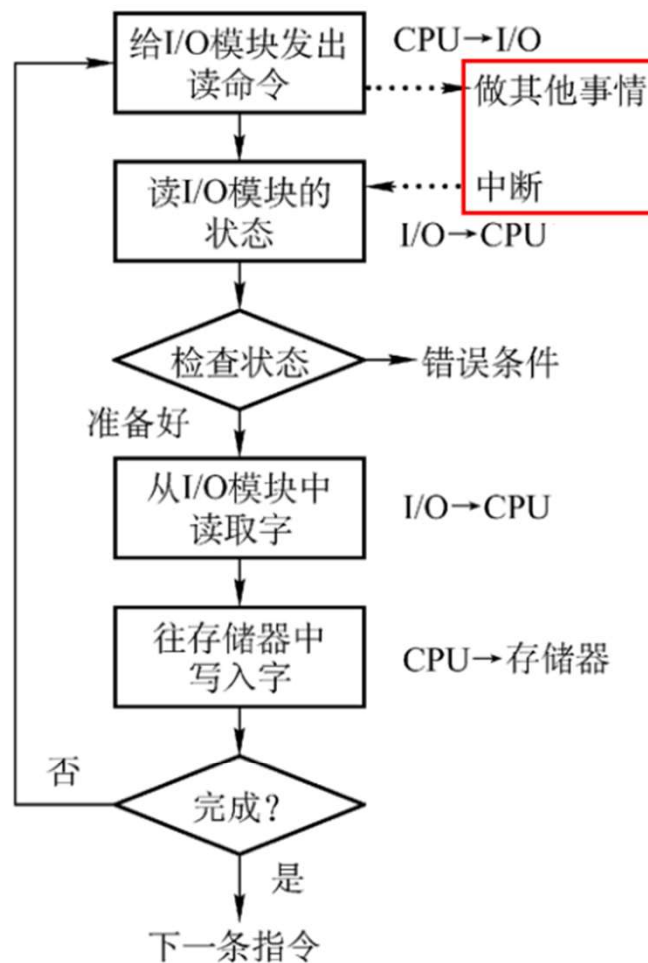 给I/O模块发出
读命令
CPU→I/O
做其他事情
读I/O模块的
状态
中断
I/O→CPU
检查状态
错误条件
准备好
从I/O模块中
读取字
I/O→CPU
往存储器中
写入字
CPU→存储器
否
完成？
是
下一条指令